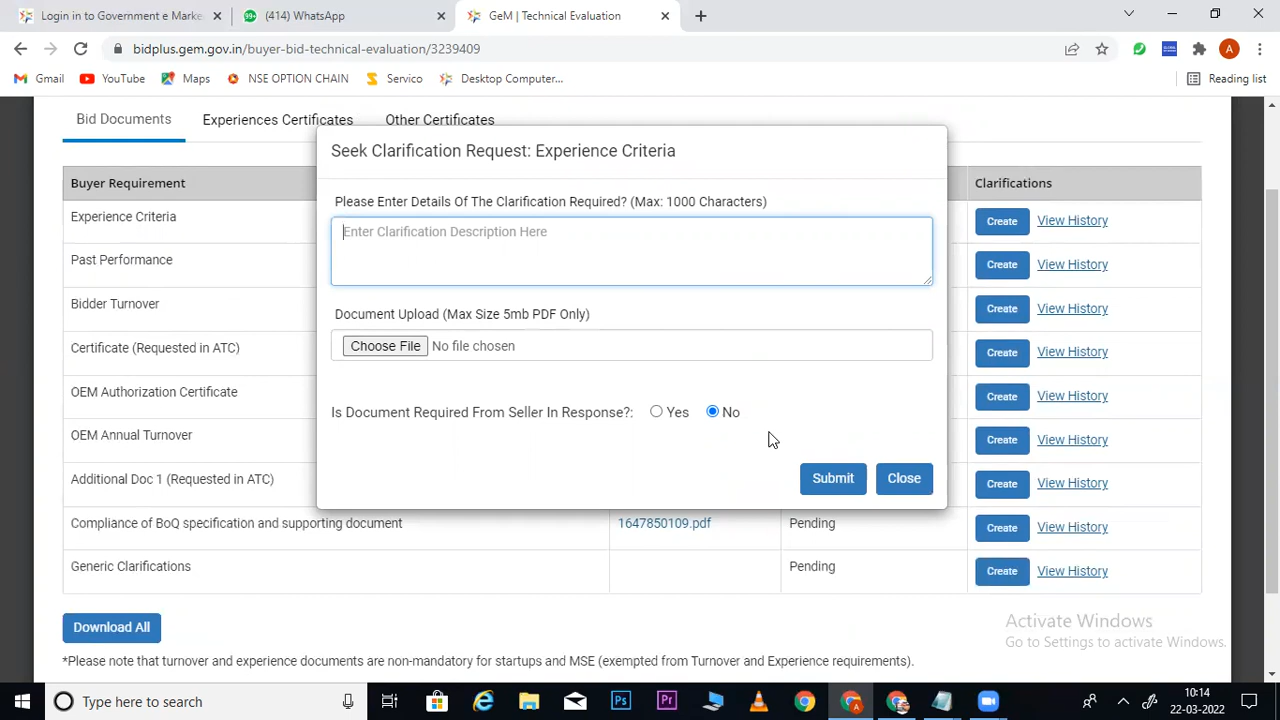 Login in to Government e Marke
(414) WhatsApp
GeM | Technical Evaluation
bidplus.gem.gov.in/buyer-bid-technical-evaluation/3239409
A
Gmail
YouTube
Maps
NSE OPTION CHAIN
Servico
Desktop Computer...
Reading list
Bid Documents
Experiences Certificates
Other Certificates
Seek Clarification Request: Experience Criteria
Buyer Requirement
Clarifications
Please Enter Details Of The Clarification Required? (Max: 1000 Characters)
Experience Criteria
Create View History
Enter Clarification Description Here
Past Performance
Create View History
Bidder Turnover
Create View History
Document Upload (Max Size 5mb PDF Only)
Choose File No file chosen
Certificate (Requested in ATC)
Create View History
OEM Authorization Certificate
Create View History
Is Document Required From Seller In Response?: Yes No
OEM Annual Turnover
Create View History
Additional Doc 1 (Requested in ATC)
Submit Close
Create View History
Compliance of BoQ specification and supporting document 1647850109.pdf Pending Create View History
Generic Clarifications Pending Create View History
Download All
Activate Windows
Go to Settings to activate Windows.
*Please note that turnover and experience documents are non-mandatory for startups and MSE (exempted from Turnover and Experience requirements).
Type here to search
Ps
Pr
A
10:14
22-03-2022